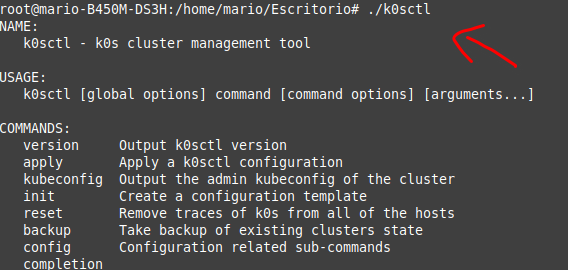 root@mario-B450M-DS3H:/home/mario/Escritorio# ./k0sctl
NAME:
   k0sctl - k0s cluster management tool
USAGE:
   k0sctl [global options] command [command options] [arguments...]
COMMANDS:
   version     Output k0sctl version
   apply       Apply a k0sctl configuration
   kubeconfig  Output the admin kubeconfig of the cluster
   init        Create a configuration template
   reset       Remove traces of k0s from all of the hosts
   backup      Take backup of existing clusters state
   config      Configuration related sub-commands
   completion